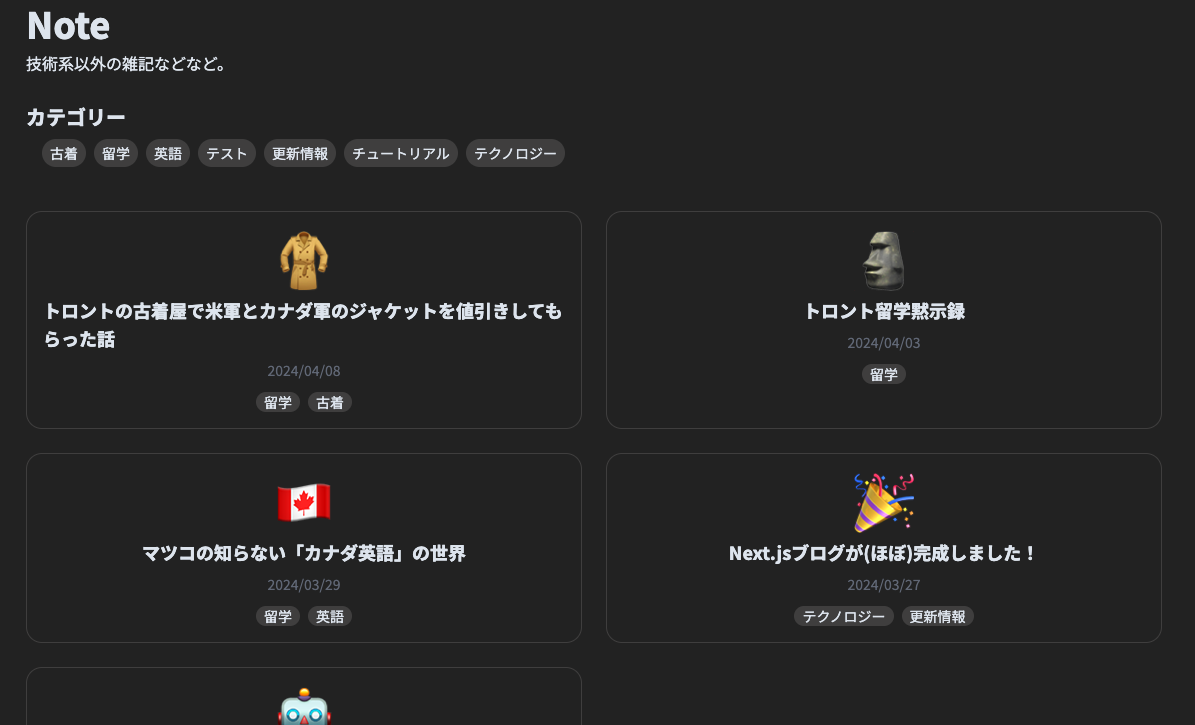 Note
技術系以外の雑記などなど。
カテゴリー
古着 留学 英語 テスト 更新情報 チュートリアル テクノロジー
トロントの古着屋で米軍とカナダ軍のジャケットを値引きしても
らった話
2024/04/08
留学 古着
トロント留学黙示録
2024/04/03
留学
マツコの知らない「カナダ英語」の世界
2024/03/29
留学 英語
Next.jsブログが(ほぼ)完成しました！
2024/03/27
テクノロジー 更新情報